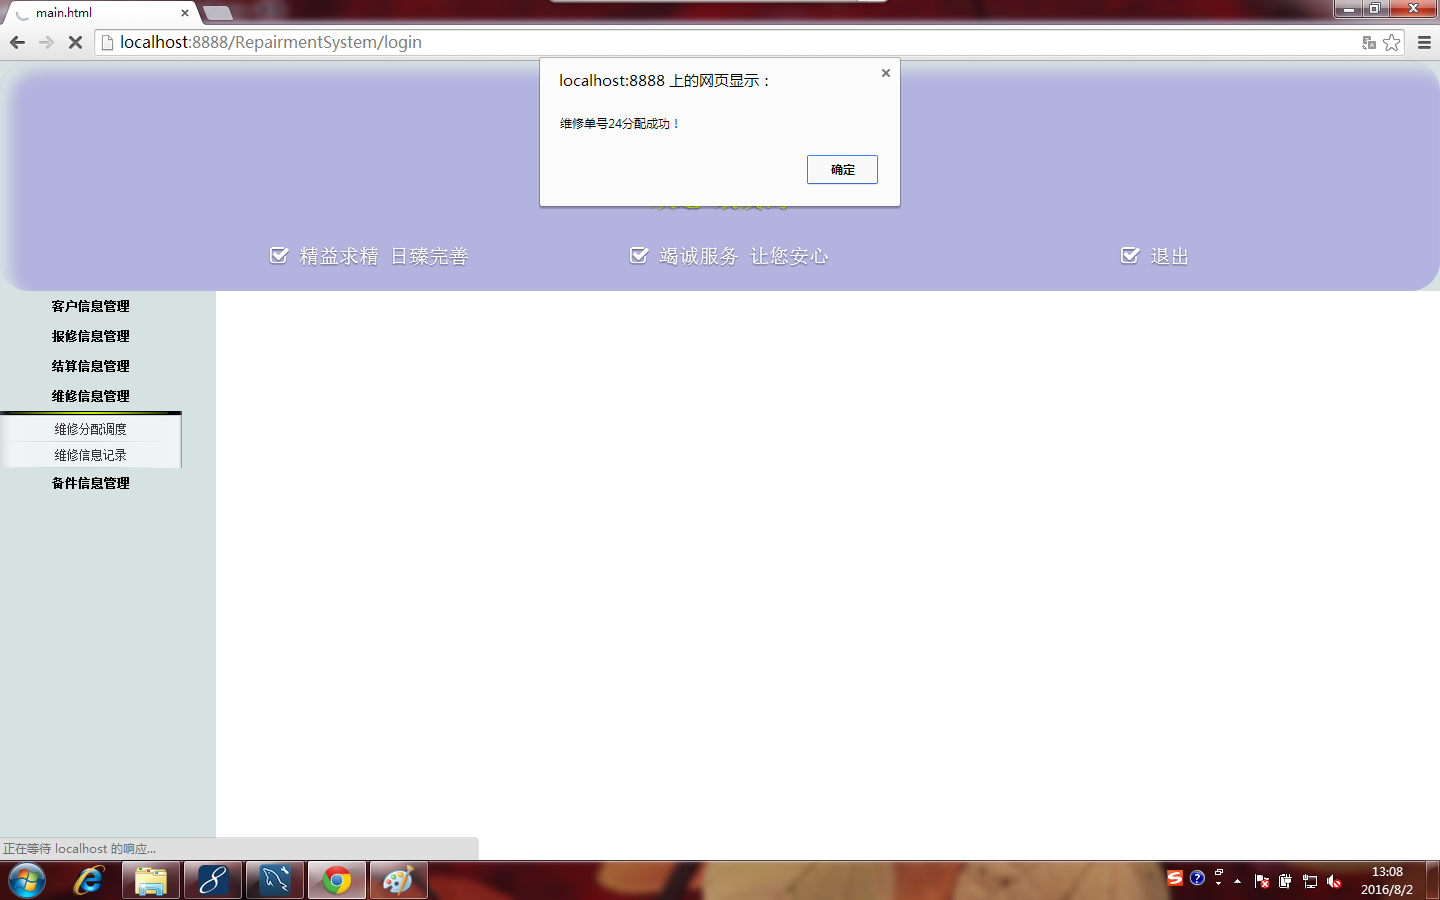 main.html
localhost:8888/RepairmentSystem/login
localhost:8888 上的网页显示：
维修单号24分配成功！
确定
精益求精 日臻完善
竭诚服务 让您安心
退出
客户信息管理
报修信息管理
结算信息管理
维修信息管理
维修分配调度
维修信息记录
备件信息管理
正在等待 localhost 的响应...
13:08
2016/8/2